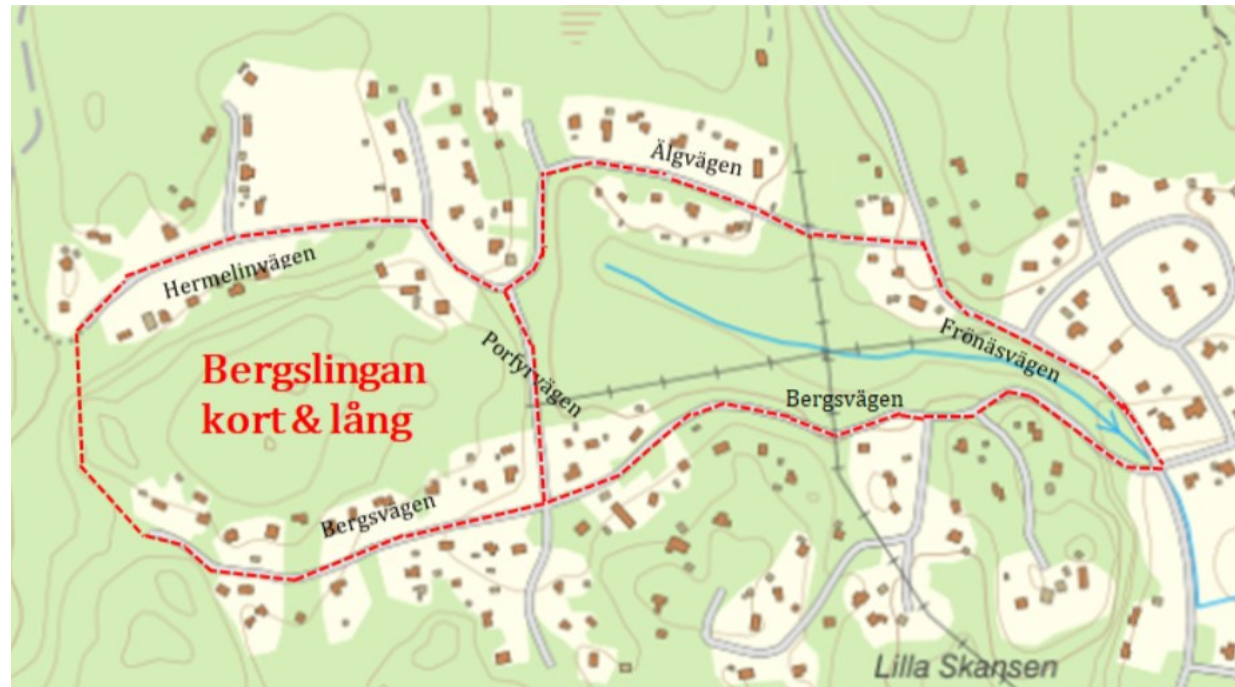 Älgvägen
Hermelinvägen
Porfyrvägen
Frönäsvägen
Bergslingan
kort & lång
Bergsvägen
Bergsvägen
Lilla Skansen